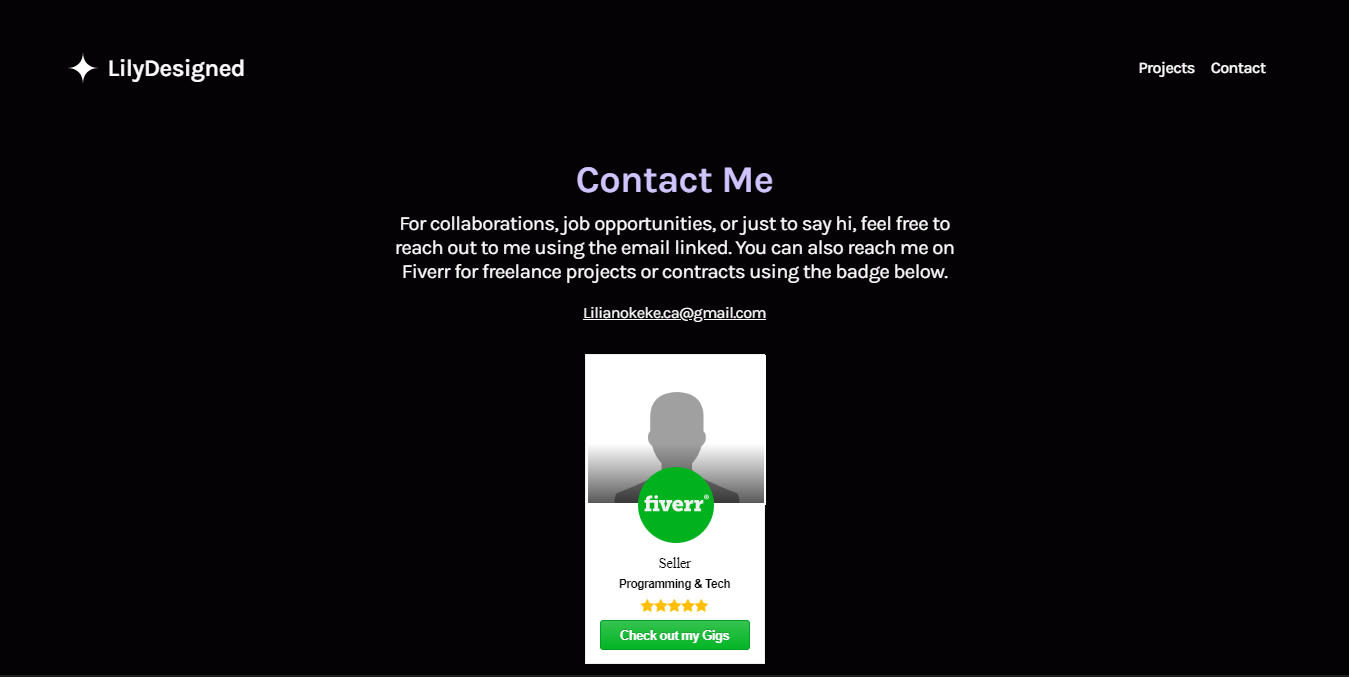 LilyDesigned
Projects Contact
Contact Me
For collaborations, job opportunities, or just to say hi, feel free to
reach out to me using the email linked. You can also reach me on
Fiverr for freelance projects or contracts using the badge below.
Lilianokeke.ca@gmail.com
fiverr®
Seller
Programming & Tech
Check out my Gigs